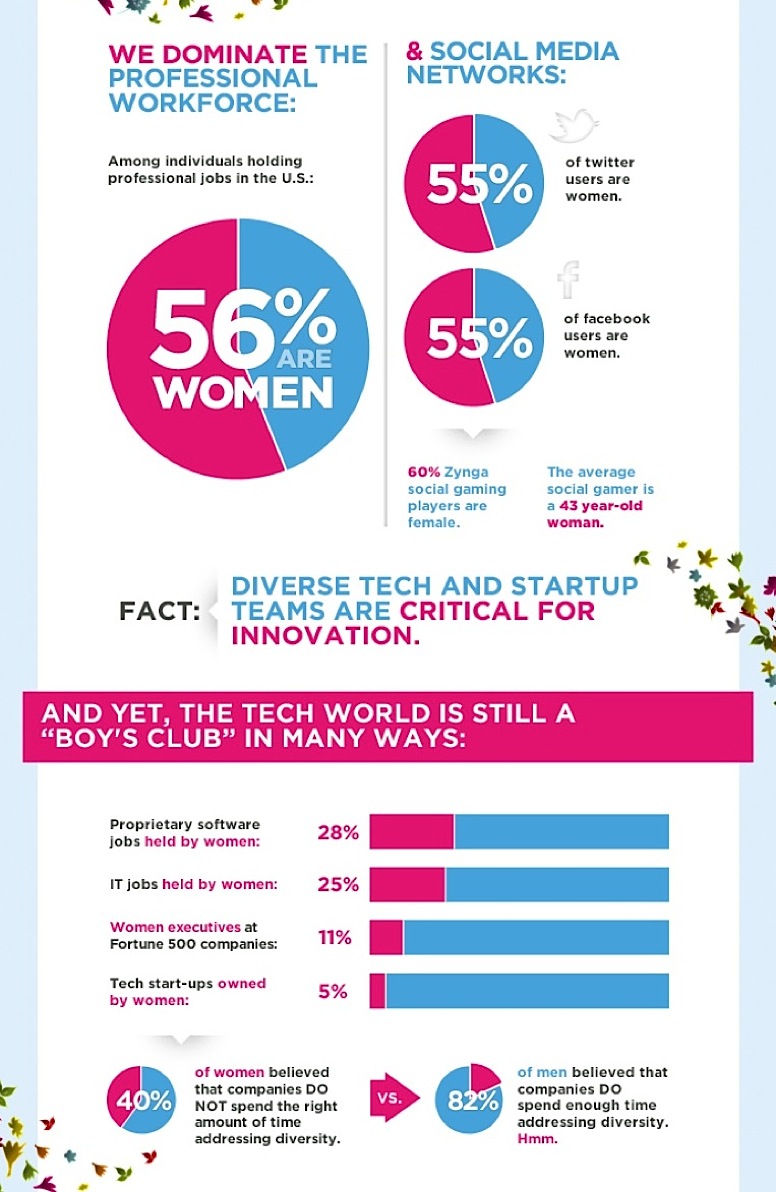 WE DOMINATE THE
PROFESSIONAL
WORKFORCE:
Among individuals holding
professional jobs in the U.S.:
56%
ARE
WOMEN
& SOCIAL MEDIA
NETWORKS:
55%
of twitter
users are
women.
55%
f
of facebook
users are
women.
60% Zynga
social gaming
players are
female.
The average
social gamer is
a 43 year-old
woman.
FACT:
DIVERSE TECH AND STARTUP
TEAMS ARE CRITICAL FOR
INNOVATION.
AND YET, THE TECH WORLD IS STILL A
“BOY'S CLUB” IN MANY WAYS:
Proprietary software
jobs held by women:
28%
IT jobs held by women:
25%
Women executives at
Fortune 500 companies:
11%
Tech start-ups owned
by women:
5%
40%
of women believed
that companies DO
NOT spend the right
amount of time
addressing diversity.
VS.
82%
of men believed that
companies DO
spend enough time
addressing diversity.
Hmm.